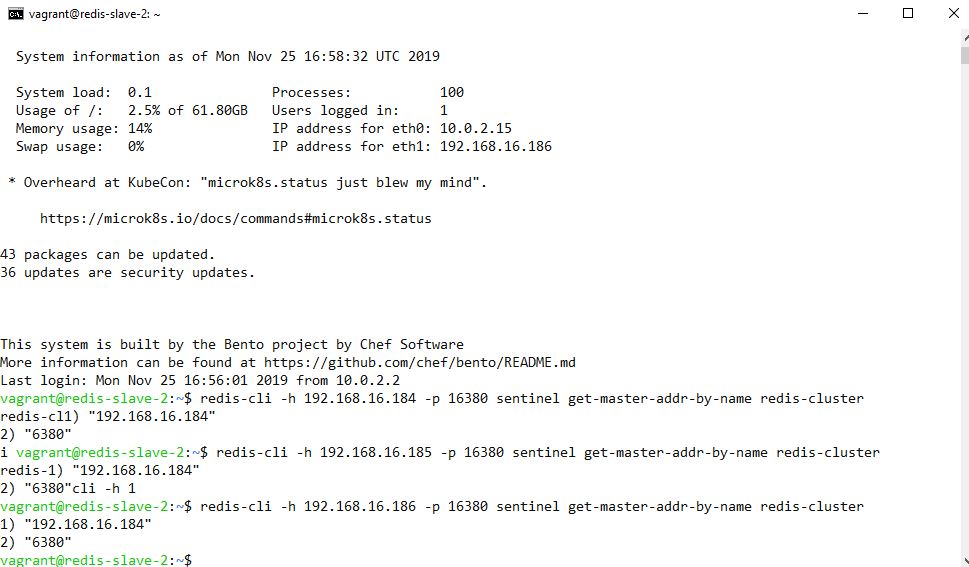 vagrant@redis-slave-2: ~
System information as of Mon Nov 25 16:58:32 UTC 2019
System load:  0.1               Processes:           100
Usage of /:   2.5% of 61.80GB   Users logged in:     1
Memory usage: 14%               IP address for eth0: 10.0.2.15
Swap usage:   0%                IP address for eth1: 192.168.16.186
* Overheard at KubeCon: "microk8s.status just blew my mind".
https://microk8s.io/docs/commands#microk8s.status
43 packages can be updated.
36 updates are security updates.
This system is built by the Bento project by Chef Software
More information can be found at https://github.com/chef/bento/README.md
Last login: Mon Nov 25 16:56:01 2019 from 10.0.2.2
vagrant@redis-slave-2:~$ redis-cli -h 192.168.16.184 -p 16380 sentinel get-master-addr-by-name redis-cluster
redis-cl1) "192.168.16.184"
2) "6380"
i vagrant@redis-slave-2:~$ redis-cli -h 192.168.16.185 -p 16380 sentinel get-master-addr-by-name redis-cluster
redis-1) "192.168.16.184"
2) "6380"cli -h 1
vagrant@redis-slave-2:~$ redis-cli -h 192.168.16.186 -p 16380 sentinel get-master-addr-by-name redis-cluster
1) "192.168.16.184"
2) "6380"
vagrant@redis-slave-2:~$